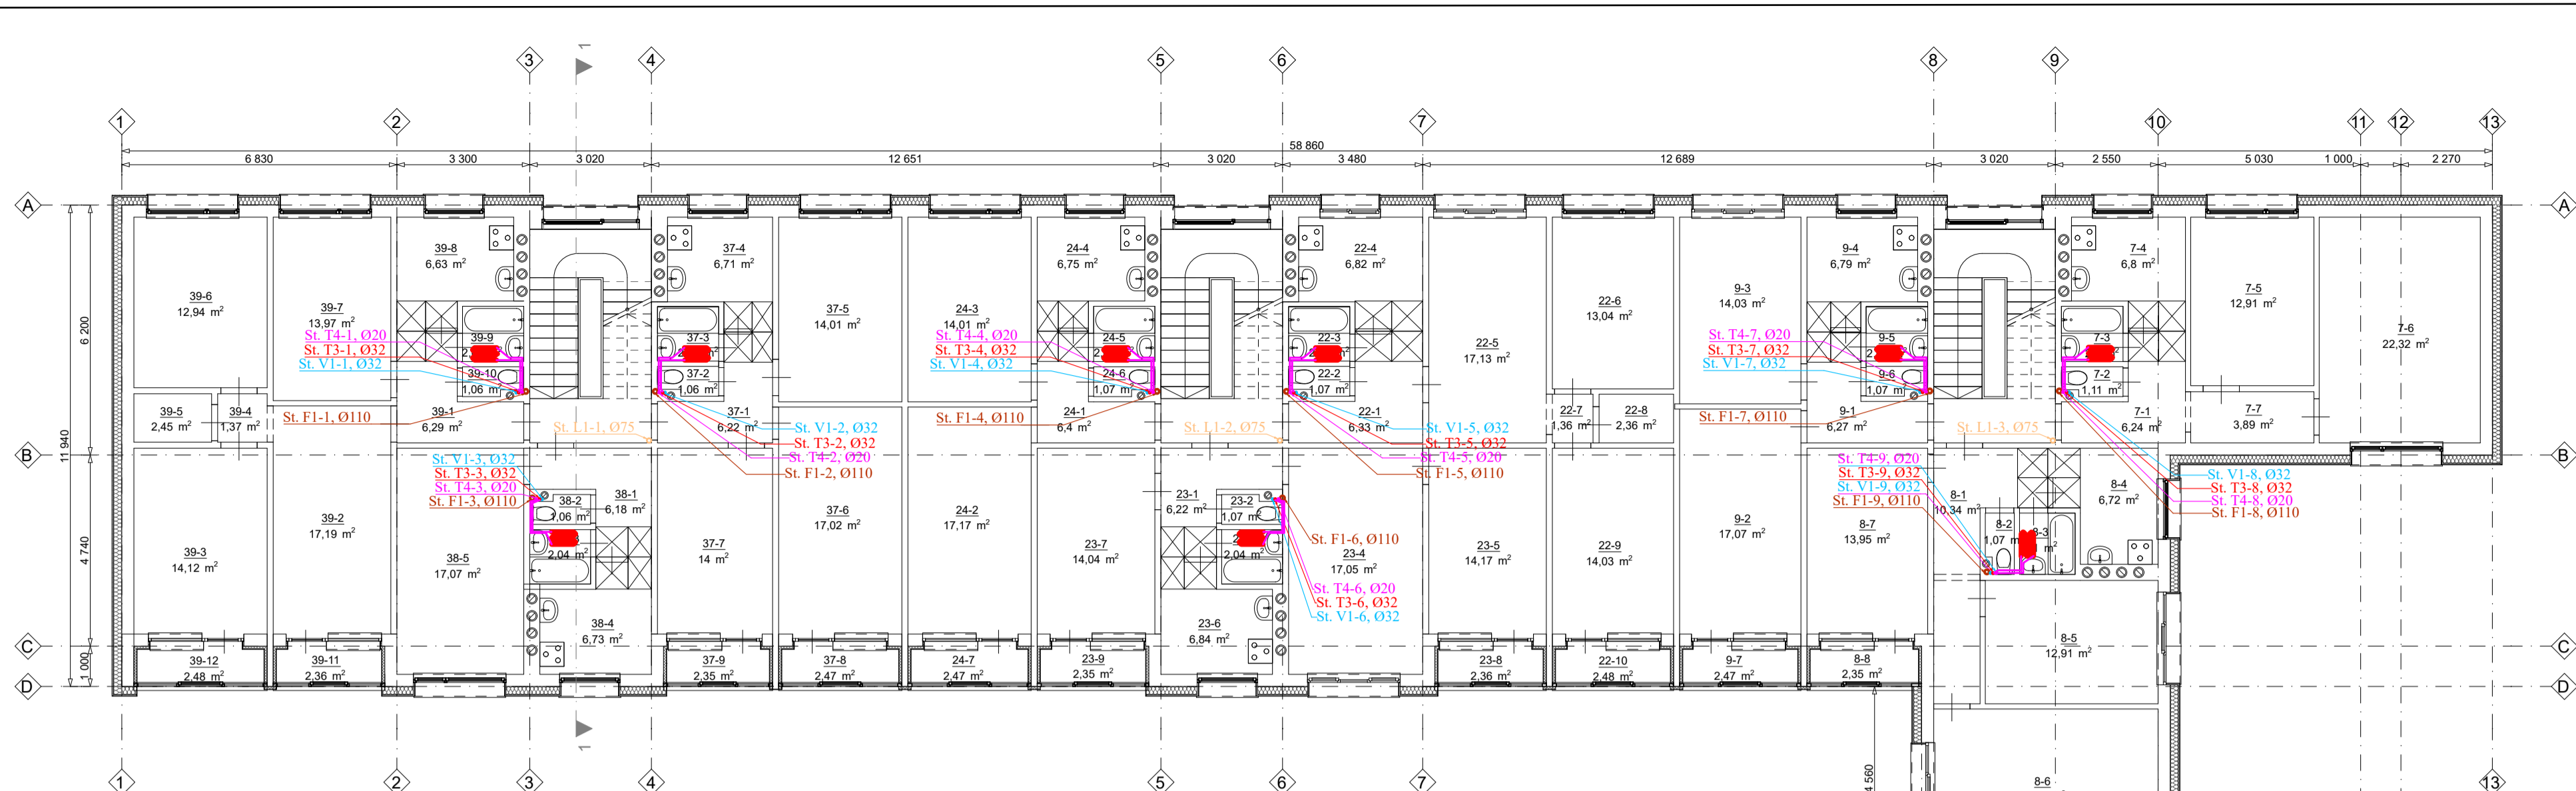 1
3
4
5
6
8
9
1
2
7
10
11
12
13
58 860
6 830
3 300
3 020
12 651
3 020
3 480
12 689
3 020
2 550
5 030
1 000
2 270
A
A
11 940
6 200
39-6
12,94 m²
39-7
13,97 m²
39-8
6,63 m²
37-4
6,71 m²
37-5
14,01 m²
24-3
14,01 m²
24-4
6,75 m²
22-4
6,82 m²
22-5
17,13 m²
22-6
13,04 m²
9-3
14,03 m²
9-4
6,79 m²
7-4
6,8 m²
7-5
12,91 m²
7-6
22,32 m²
St. T4-1, Ø20
St. T3-1, Ø32
St. V1-1, Ø32
39-9
39-10
1,06 m
37-3
37-2
1,06 m²
St. T4-4, Ø20
St. T3-4, Ø32
St. V1-4, Ø32
24-5
24-6
1,07 m
22-3
22-2
1,07 m²
St. T4-7, Ø20
St. T3-7, Ø32
St. V1-7, Ø32
9-5
9-6
1,07 m
7-3
7-2
1,11 m²
39-5
2,45 m²
39-4
1,37 m²
St. F1-1, Ø110
39-1
6,29 m²
St. L1-1, Ø75
37-1
6,22 m²
St. V1-2, Ø32
St. T3-2, Ø32
St. T4-2, Ø20
St. F1-2, Ø110
St. F1-4, Ø110
24-1
6,4 m²
St. L1-2, Ø75
22-1
6,33 m²
St. V1-5, Ø32
St. T3-5, Ø32
St. T4-5, Ø20
St. F1-5, Ø110
22-7
1,36 m²
22-8
2,36 m²
St. F1-7, Ø110
9-1
6,27 m²
St. L1-3, Ø75
7-1
6,24 m²
7-7
3,89 m²
B
B
St. V1-3, Ø32
St. T3-3, Ø32
St. T4-3, Ø20
St. F1-3, Ø110
St. T4-9, Ø20
St. T3-9, Ø32
St. V1-9, Ø32
St. F1-9, Ø110
St. V1-8, Ø32
St. T3-8, Ø32
St. T4-8, Ø20
St. F1-8, Ø110
4 740
39-3
14,12 m²
39-2
17,19 m²
38-5
17,07 m²
38-2
1,06 m²
38-1
6,18 m²
2,04 m²
38-4
6,73 m²
37-7
14 m²
37-6
17,02 m²
24-2
17,17 m²
23-7
14,04 m²
23-1
6,22 m²
23-2
1,07 m²
2,04 m²
23-6
6,84 m²
St. F1-6, Ø110
23-4
17,05 m²
St. T4-6, Ø20
St. T3-6, Ø32
St. V1-6, Ø32
23-5
14,17 m²
22-9
14,03 m²
9-2
17,07 m²
8-7
13,95 m²
8-1
10,34 m²
8-2
1,07 m²
8-3
8-4
6,72 m²
8-5
12,91 m²
C
C
1 000
39-12
2,48 m²
39-11
2,36 m²
37-9
2,35 m²
37-8
2,47 m²
24-7
2,47 m²
23-9
2,35 m²
23-8
2,36 m²
22-10
2,48 m²
9-7
2,47 m²
8-8
2,35 m²
D
D
1
4 560
8-6
1
2
3
4
5
6
7
13